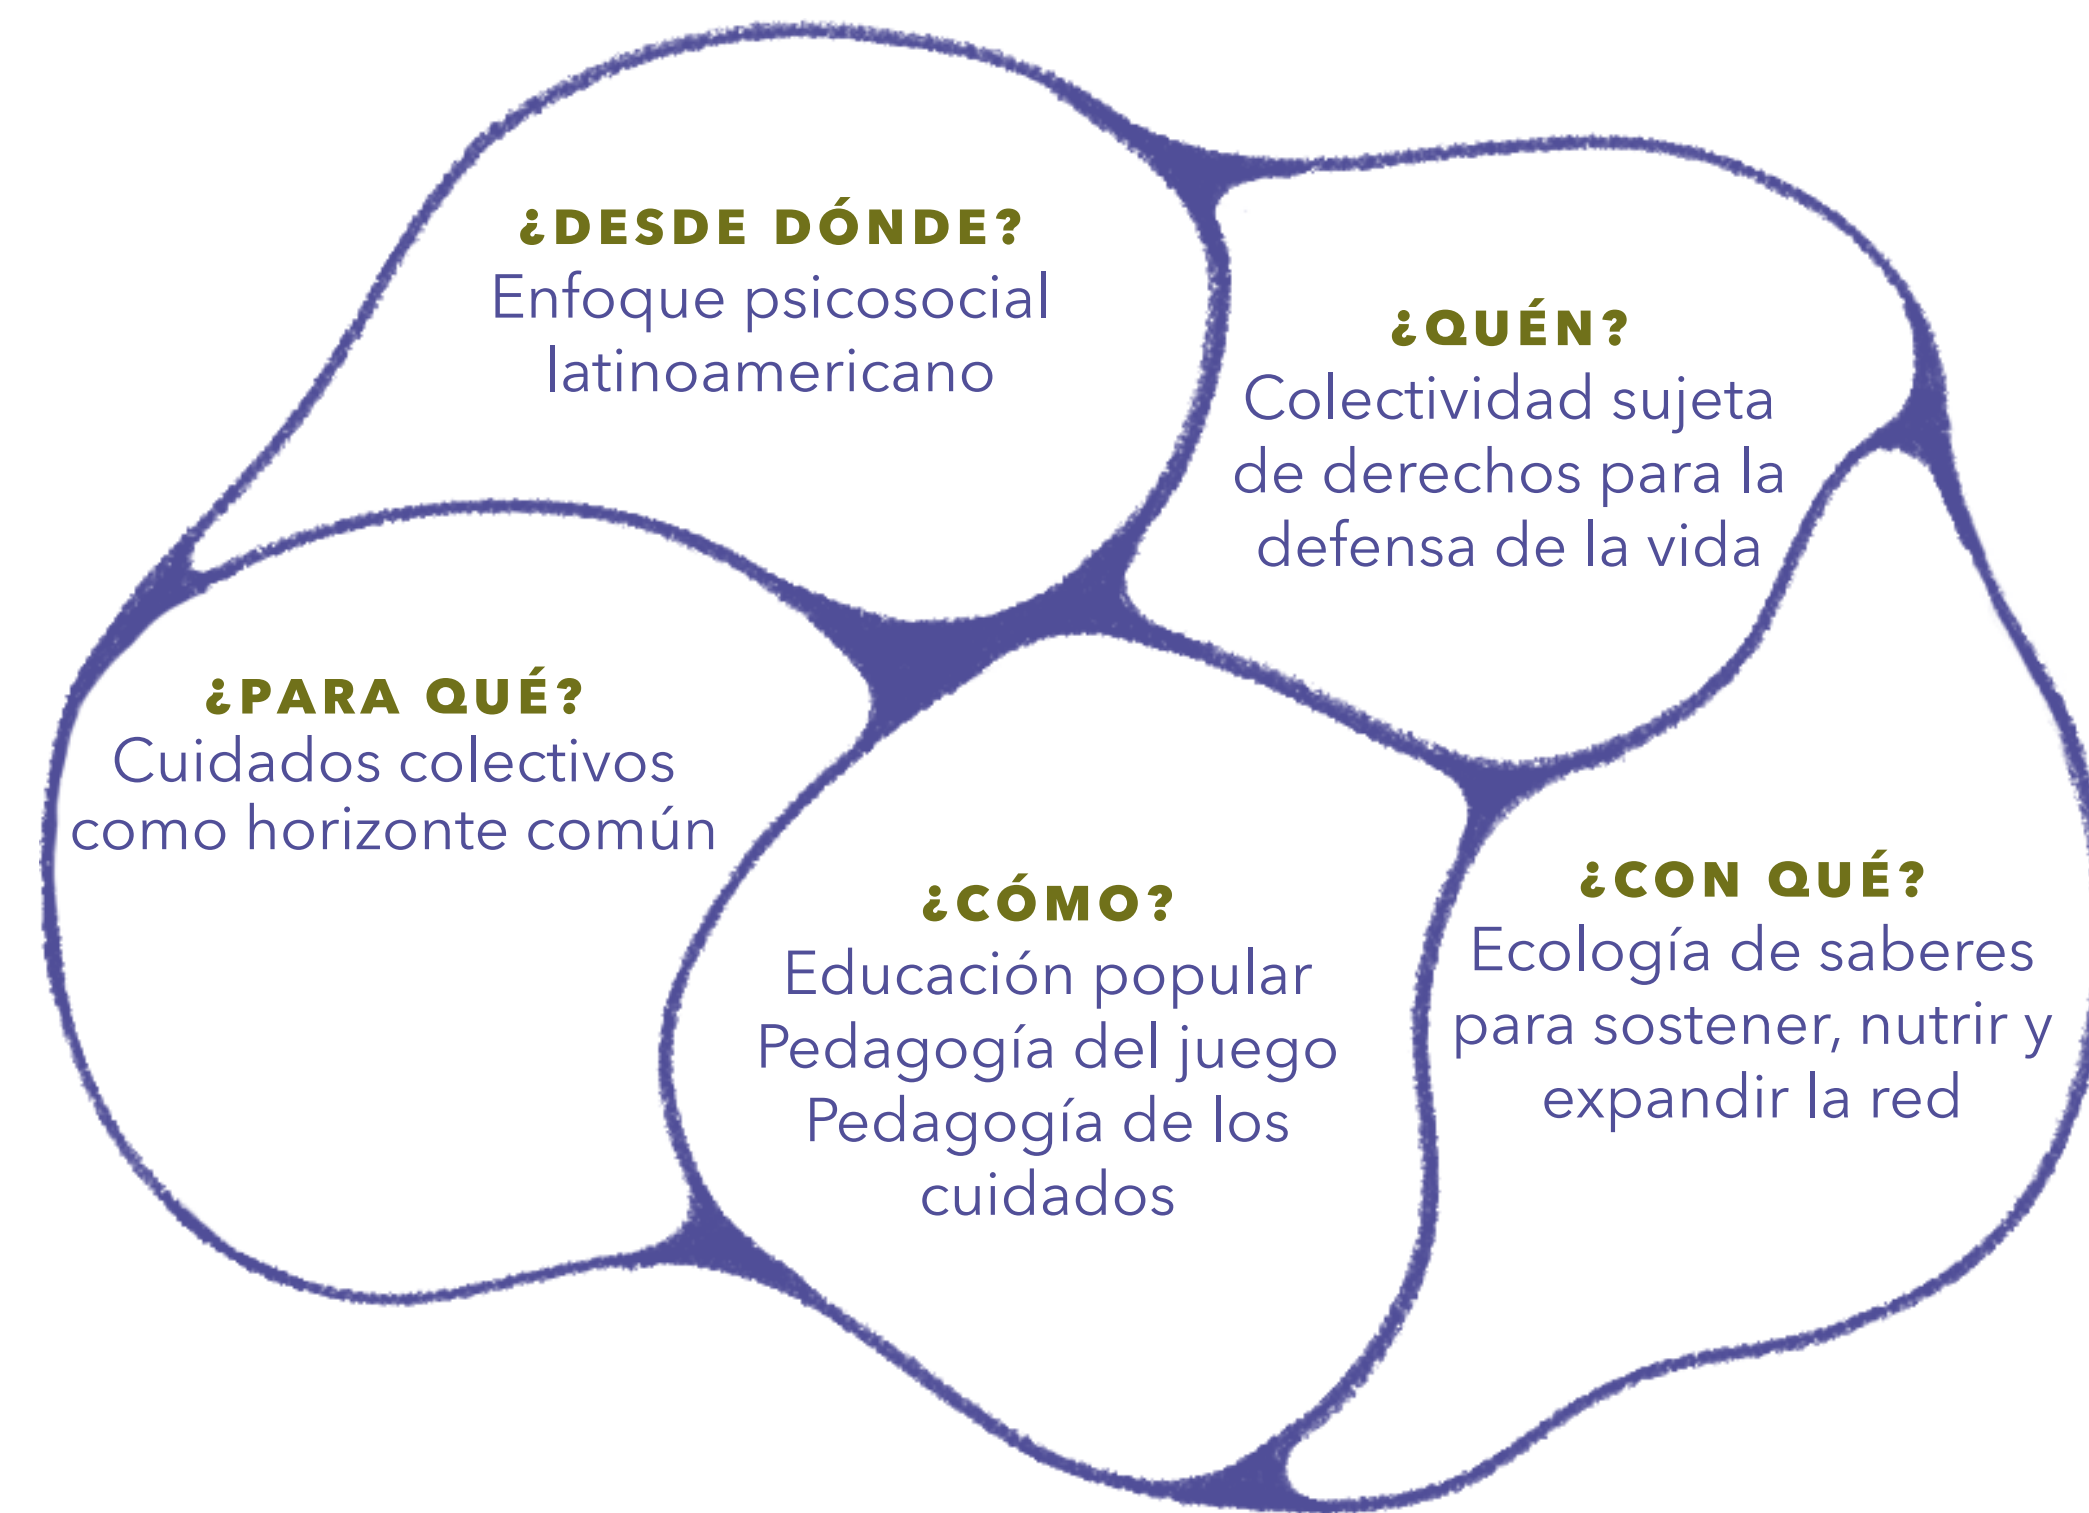 ¿DESDE DÓNDE?
Enfoque psicosocial
latinoamericano
¿QUÉN?
Colectividad sujeta
de derechos para la
defensa de la vida
¿PARA QUÉ?
Cuidados colectivos
como horizonte común
¿CÓMO?
Educación popular
Pedagogía del juego
Pedagogía de los
cuidados
¿CON QUÉ?
Ecología de saberes
para sostener, nutrir y
expandir la red